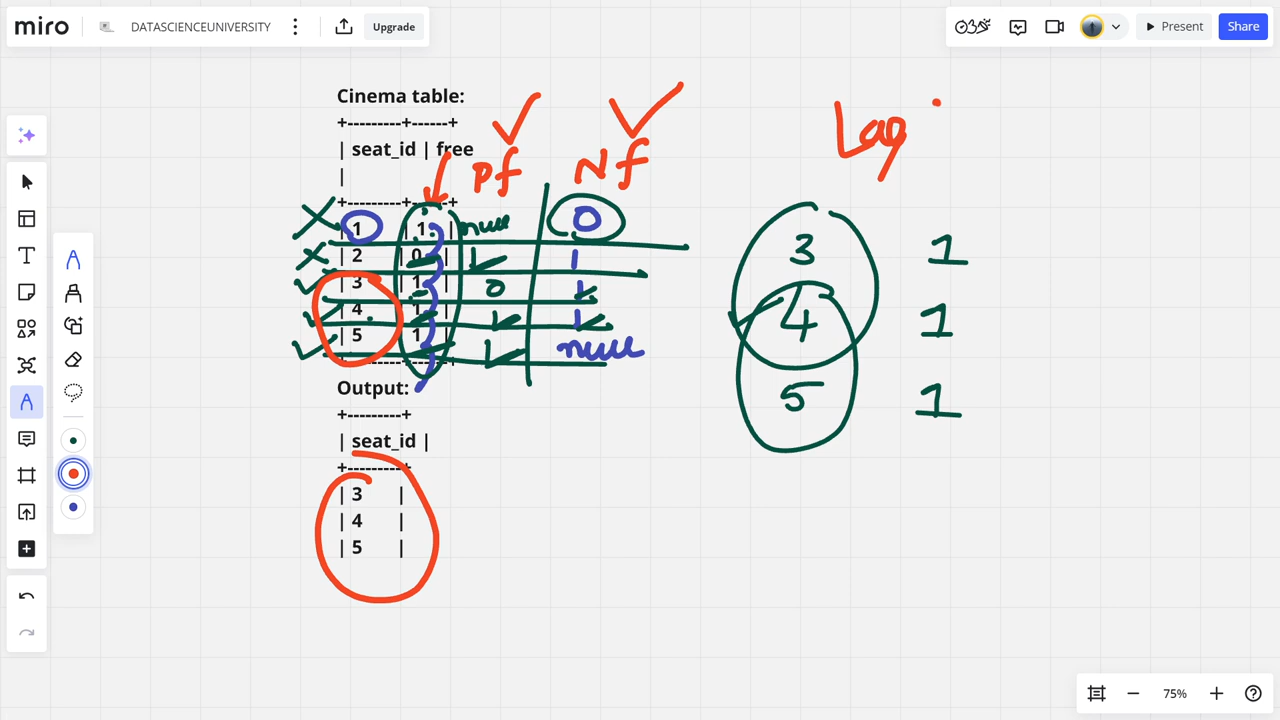 miro DATASCIENCEUNIVERSITY Upgrade Present Share
Cinema table:
+---------+------+
| seat_id | free
|
+---------+------+
Pf Nf
Lag
| 1 | 1 | null 0
| 2 | 0 | 1
| 3 | 1 | 0 1
| 4 | 1 | 1
| 5 | 1 | null
+---------+------+
3 1
4 1
5 1
Output:
+---------+
| seat_id |
+---------+
| 3 |
| 4 |
| 5 |
75%